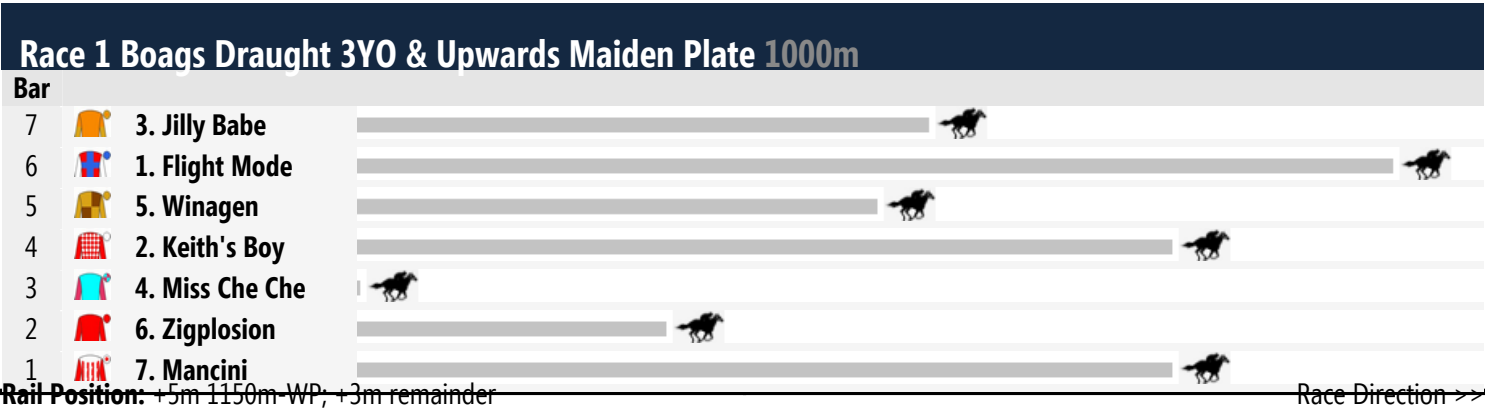 Race 1 Boags Draught 3YO & Upwards Maiden Plate 1000m
Bar
7 3. Jilly Babe
6 1. Flight Mode
5 5. Winagen
4 2. Keith's Boy
3 4. Miss Che Che
2 6. Zigplosion
1 7. Mancini
Rail Position: +5m 1150m-WP; +3m remainder Race Direction >>